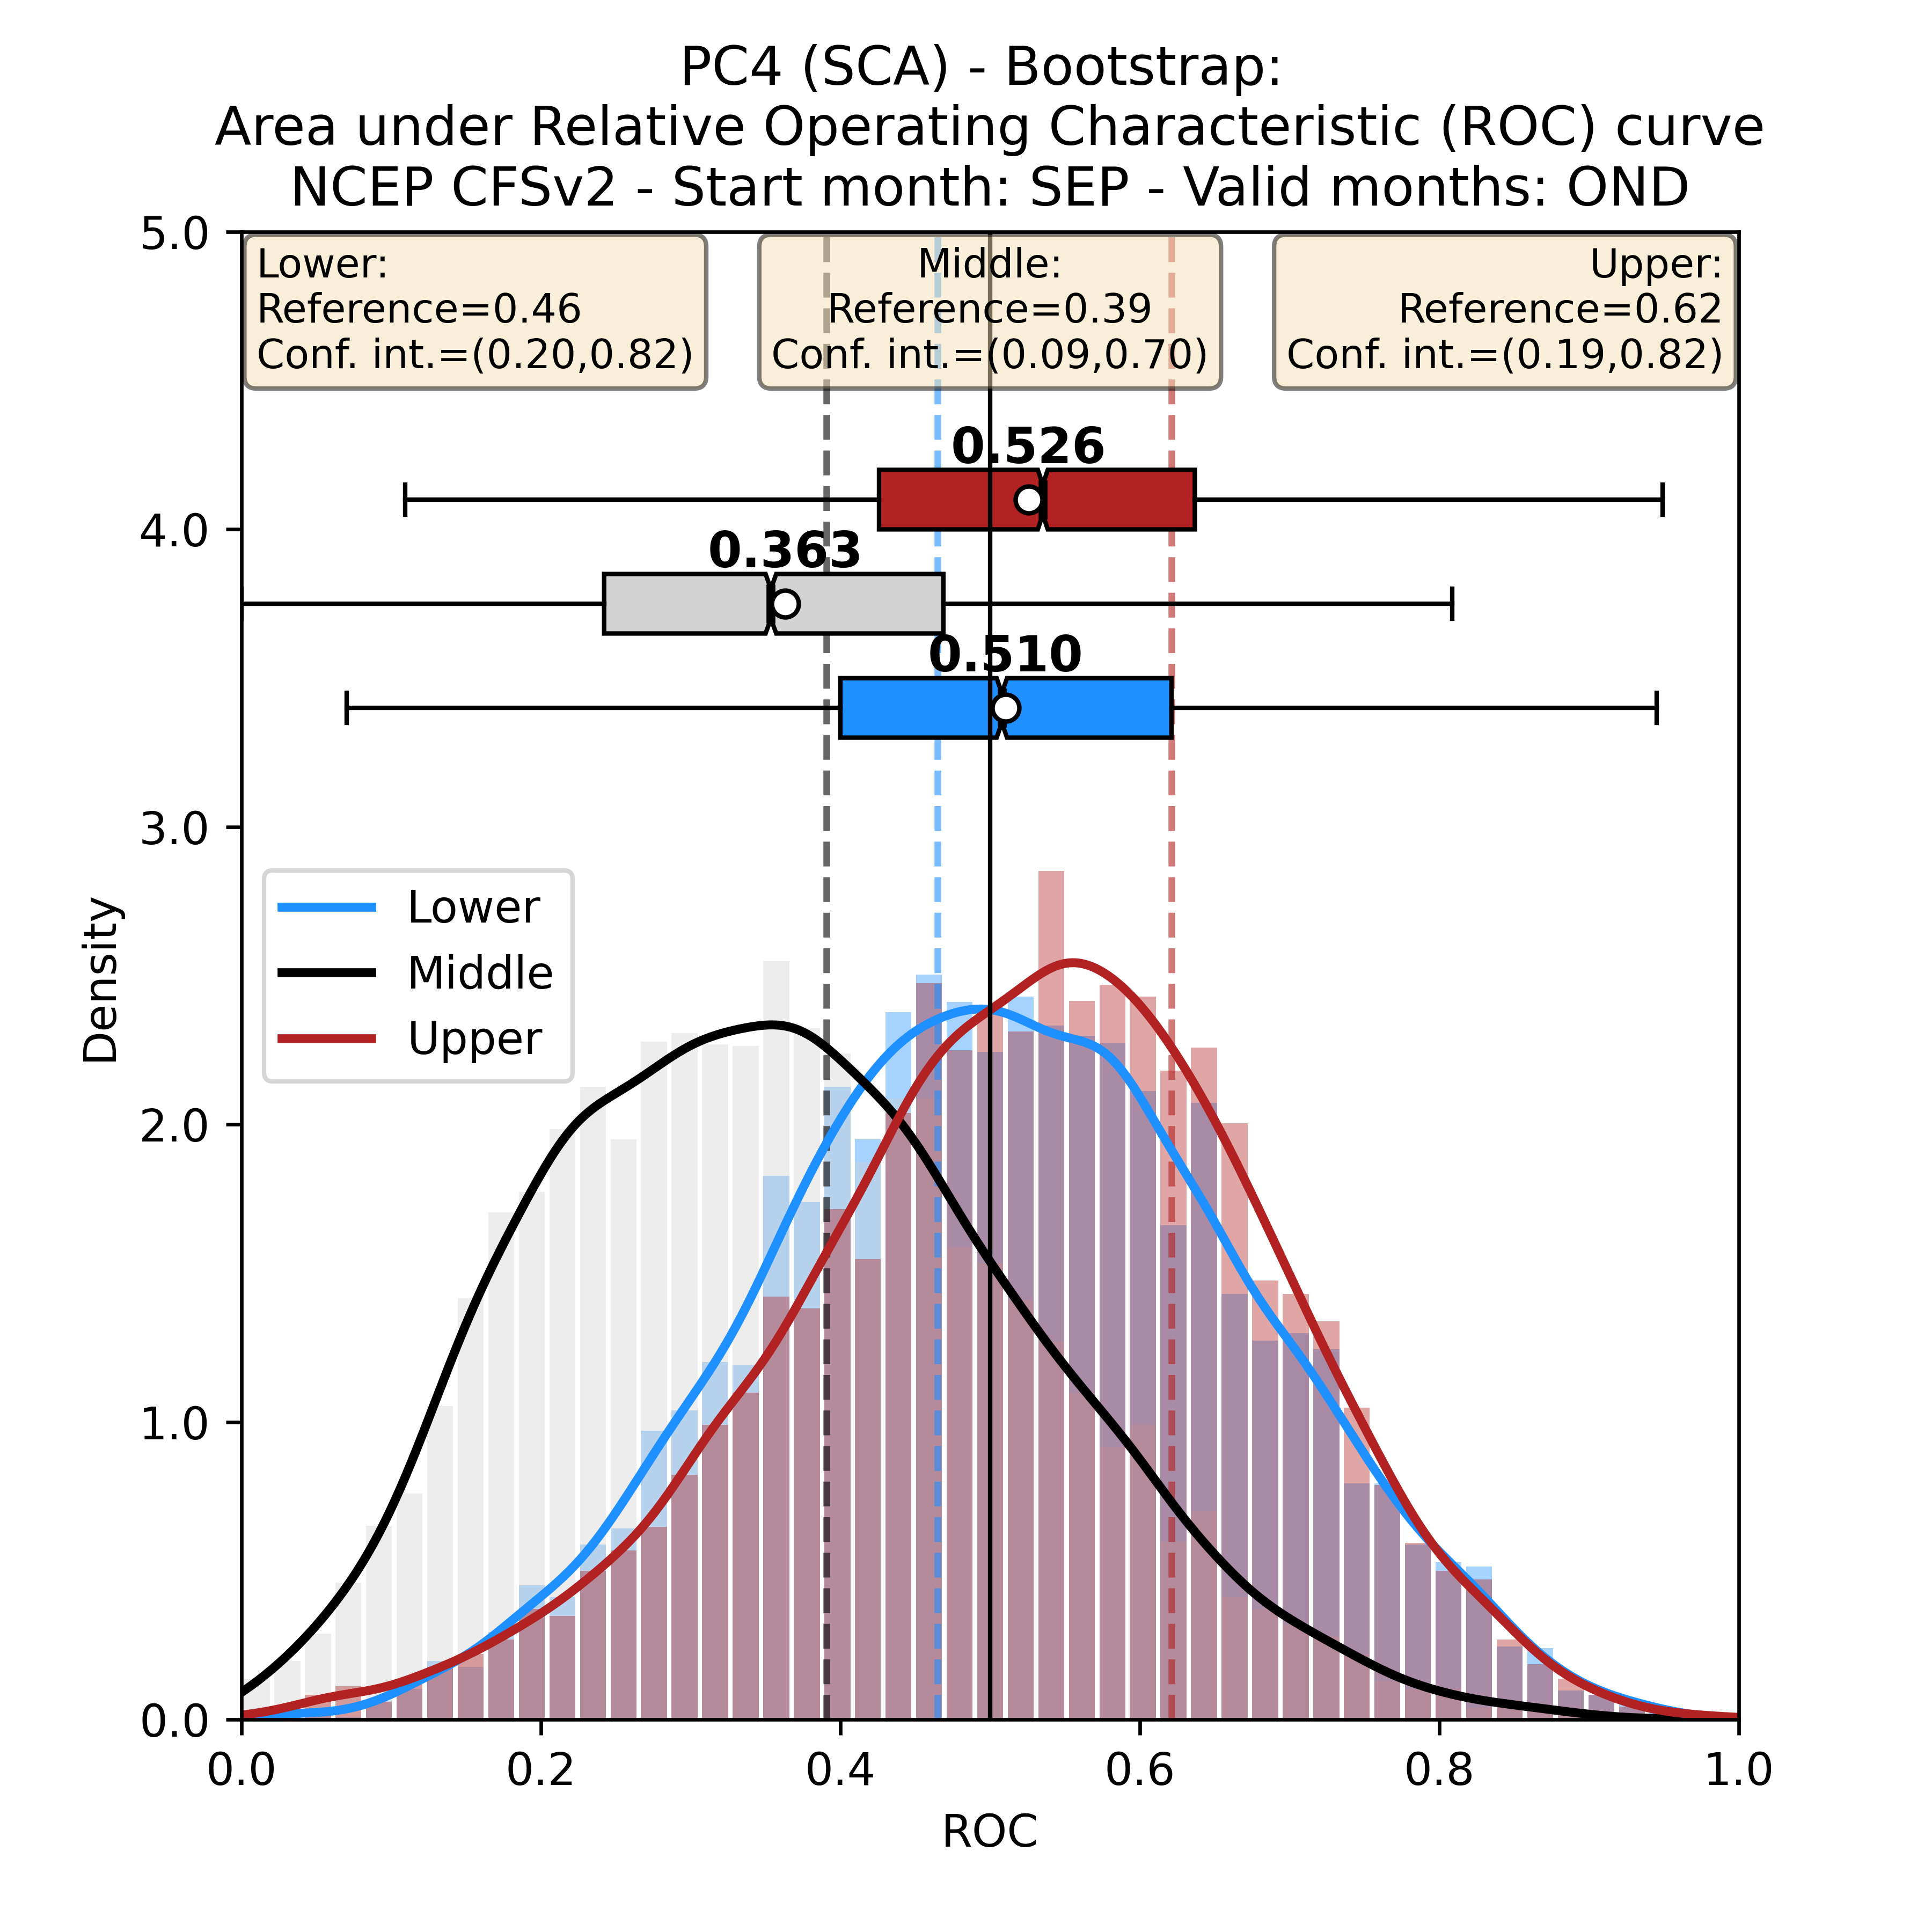 PC4 (SCA) - Bootstrap:
Area under Relative Operating Characteristic (ROC) curve
NCEP CFSv2 - Start month: SEP - Valid months: OND
5.0
Lower:
Reference=0.46
Conf. int.=(0.20,0.82)
Middle:
Reference=0.39
Conf. int.=(0.09,0.70)
Upper:
Reference=0.62
Conf. int.=(0.19,0.82)
0.526
4.0
0.363
0.510
3.0
Lower
Middle
Upper
Density
2.0
1.0
0.0
0.0 0.2 0.4 0.6 0.8 1.0
ROC